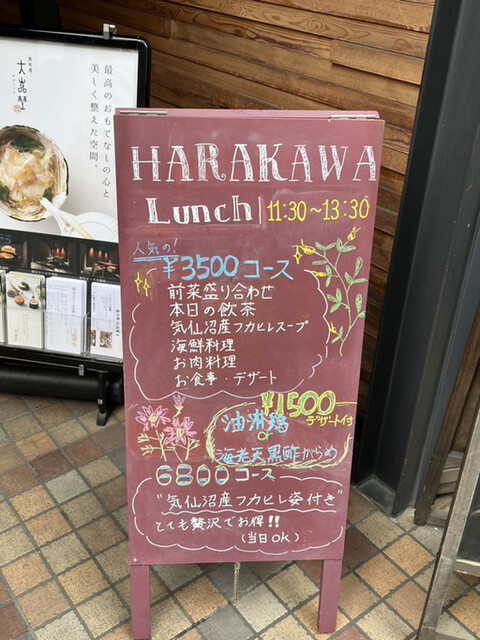 最高のおもてなしの心と
美しく整えた空間。
HARAKAWA
Lunch 11:30~13:30
人気の!
¥3500コース
前菜盛り合わせ
本日の飲茶
気仙沼産フカヒレスープ
海鮮料理
お肉料理
お食事・デザート
¥1500
デザート付
油淋鶏
or
海老天黒酢がらめ
6800コース
"気仙沼産フカヒレ姿付き"
とても贅沢でお得!!
(当日OK)